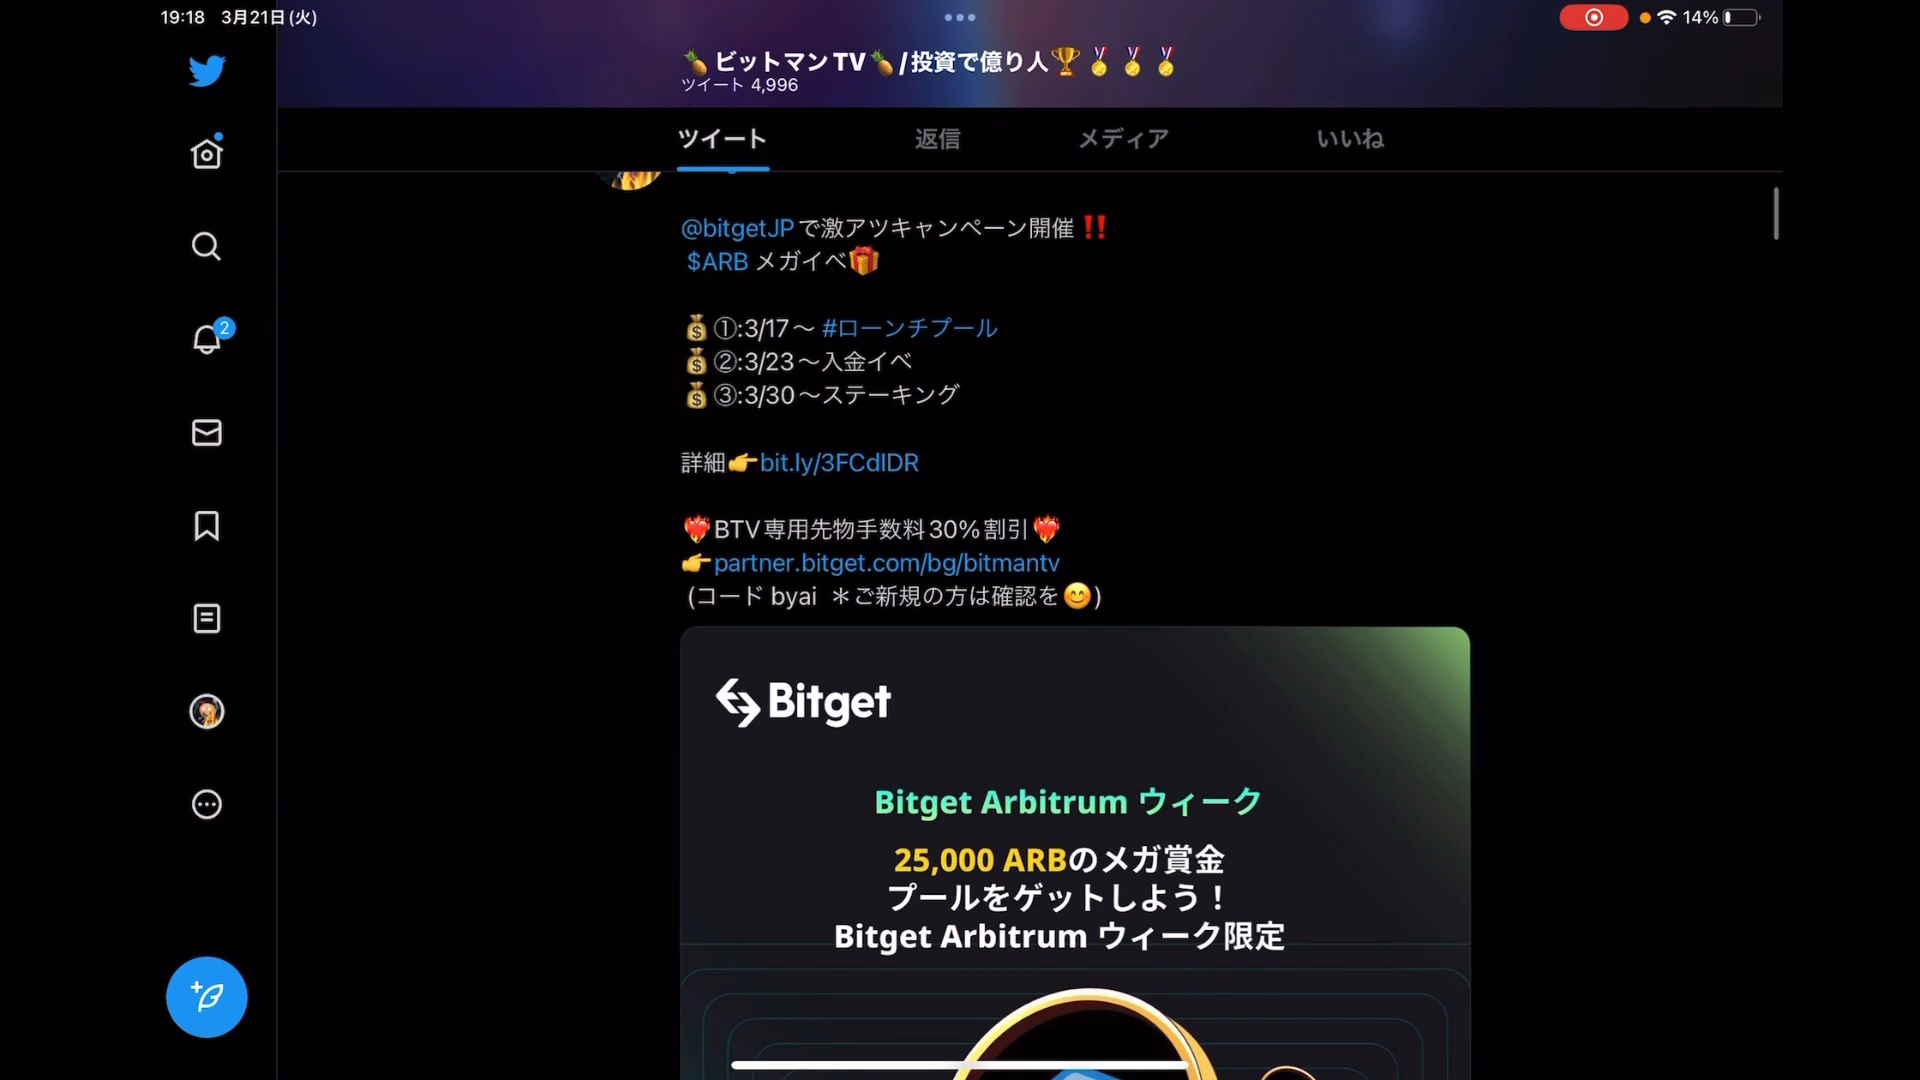 19:18 3月21日(火)
14%
🍍ビットマンTV🍍/投資で億り人🏆🏅🏅🏅
ツイート 4,996
ツイート 返信 メディア いいね
2
@bitgetJPで激アツキャンペーン開催‼️
$ARB メガイベ🎁
💰①:3/17〜 #ローンチプール
💰②:3/23〜入金イベ
💰③:3/30〜ステーキング
詳細👉bit.ly/3FCdIDR
❤️‍🔥BTV専用先物手数料30%割引❤️‍🔥
👉partner.bitget.com/bg/bitmantv
(コード byai ＊ご新規の方は確認を😊)
Bitget
Bitget Arbitrum ウィーク
25,000 ARBのメガ賞金
プールをゲットしよう！
Bitget Arbitrum ウィーク限定